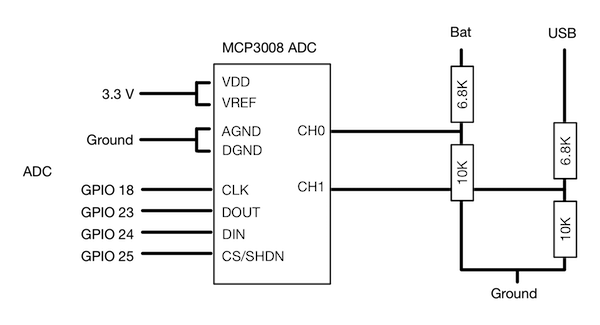 Bat
USB
MCP3008 ADC
VDD
3.3 V
VREF
6.8K
AGND
CH0
Ground
DGND
6.8K
10K
ADC
GPIO 18
CLK
CH1
GPIO 23
DOUT
10K
GPIO 24
DIN
GPIO 25
CS/SHDN
Ground